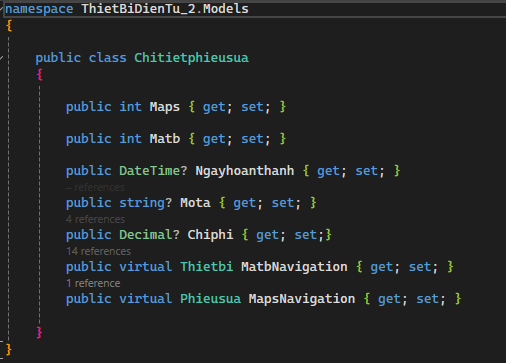 namespace ThietBiDienTu_2.Models
{
public class Chitietphieusua
{
public int Maps { get; set; }
public int Matb { get; set; }
public DateTime? Ngayhoanthanh { get; set; }
– references
public string? Mota { get; set; }
4 references
public Decimal? Chiphi { get; set;}
14 references
public virtual Thietbi MatbNavigation { get; set; }
1 reference
public virtual Phieusua MapsNavigation { get; set; }
}
}